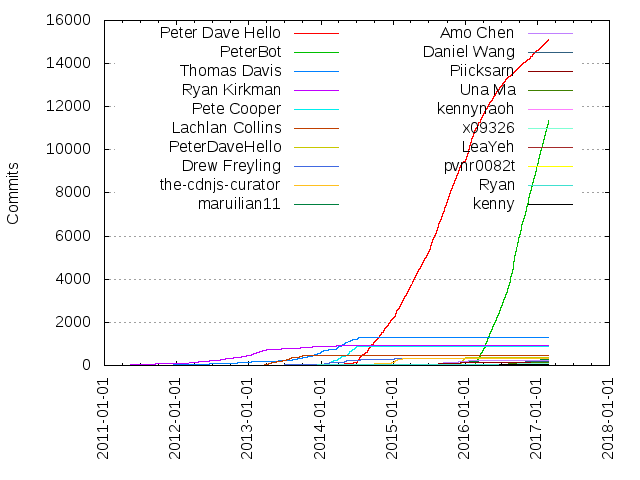 16000
14000
12000
10000
8000
6000
4000
2000
0
Commits
Peter Dave Hello
PeterBot
Thomas Davis
Ryan Kirkman
Pete Cooper
Lachlan Collins
PeterDaveHello
Drew Freyling
the-cdnjs-curator
maruilian11
Amo Chen
Daniel Wang
Piicksarn
Una Ma
kennynaoh
x09326
LeaYeh
pvnr0082t
Ryan
kenny
2011-01-01
2012-01-01
2013-01-01
2014-01-01
2015-01-01
2016-01-01
2017-01-01
2018-01-01